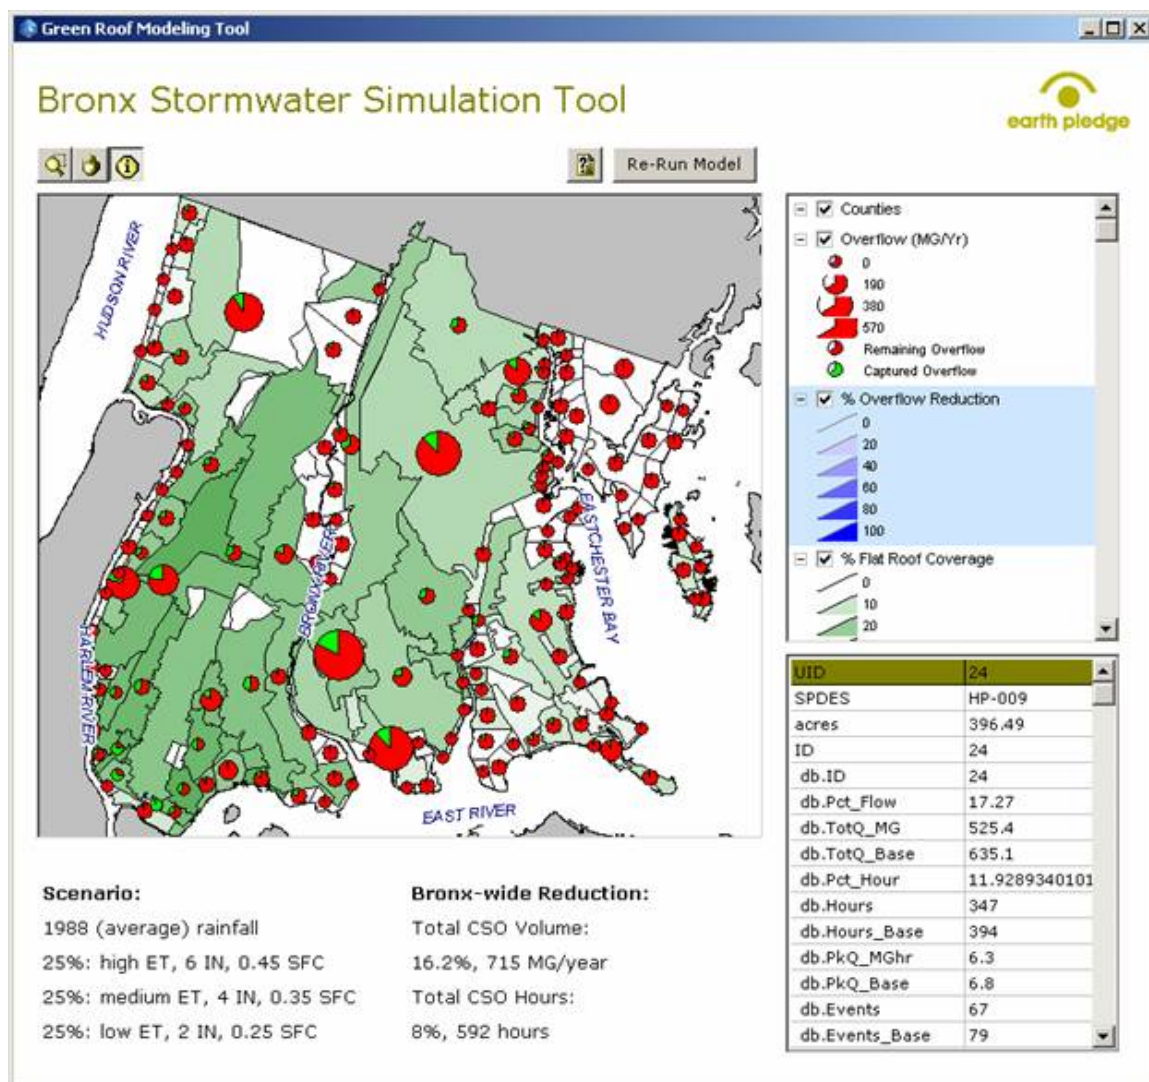 Green Roof Modeling Tool
Bronx Stormwater Simulation Tool
earth pledge
Re-Run Model
HUDSON RIVER
HARLEM RIVER
BRONX RIVER
EASTCHESTER BAY
EAST RIVER
Counties
Overflow (MG/Yr)
0
190
380
570
Remaining Overflow
Captured Overflow
% Overflow Reduction
0
20
40
60
80
100
% Flat Roof Coverage
0
10
20
UID 24
SPDES HP-009
acres 396.49
ID 24
db.ID 24
db.Pct_Flow 17.27
db.TotQ_MG 525.4
db.TotQ_Base 635.1
db.Pct_Hour 11.9289340101
db.Hours 347
db.Hours_Base 394
db.PkQ_MGhr 6.3
db.PkQ_Base 6.8
db.Events 67
db.Events_Base 79
Scenario:
1988 (average) rainfall
25%: high ET, 6 IN, 0.45 SFC
25%: medium ET, 4 IN, 0.35 SFC
25%: low ET, 2 IN, 0.25 SFC
Bronx-wide Reduction:
Total CSO Volume:
16.2%, 715 MG/year
Total CSO Hours:
8%, 592 hours